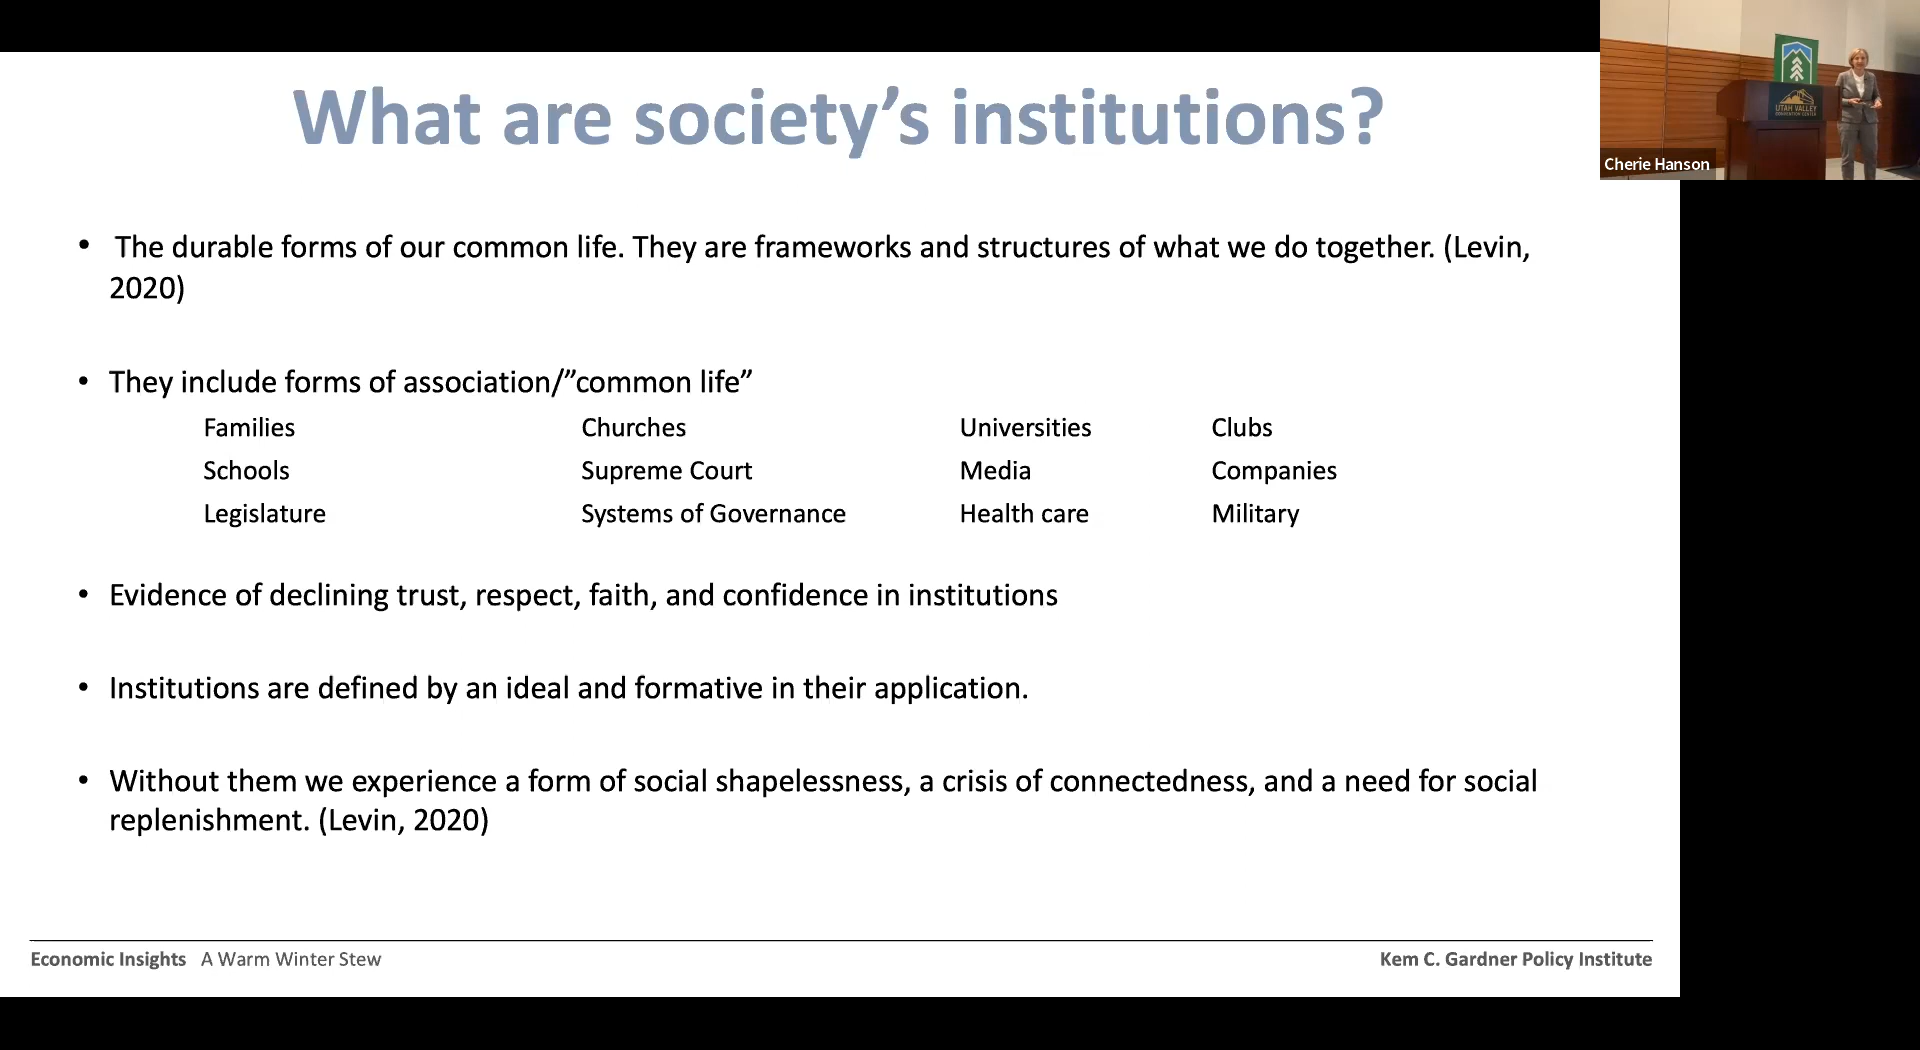 What are society’s institutions?
• The durable forms of our common life. They are frameworks and structures of what we do together. (Levin,
2020)
• They include forms of association/”common life”
Families Churches Universities Clubs
Schools Supreme Court Media Companies
Legislature Systems of Governance Health care Military
• Evidence of declining trust, respect, faith, and confidence in institutions
• Institutions are defined by an ideal and formative in their application.
• Without them we experience a form of social shapelessness, a crisis of connectedness, and a need for social
replenishment. (Levin, 2020)
Economic Insights A Warm Winter Stew
Kem C. Gardner Policy Institute
UTAH VALLEY
CONVENTION CENTER
Cherie Hanson